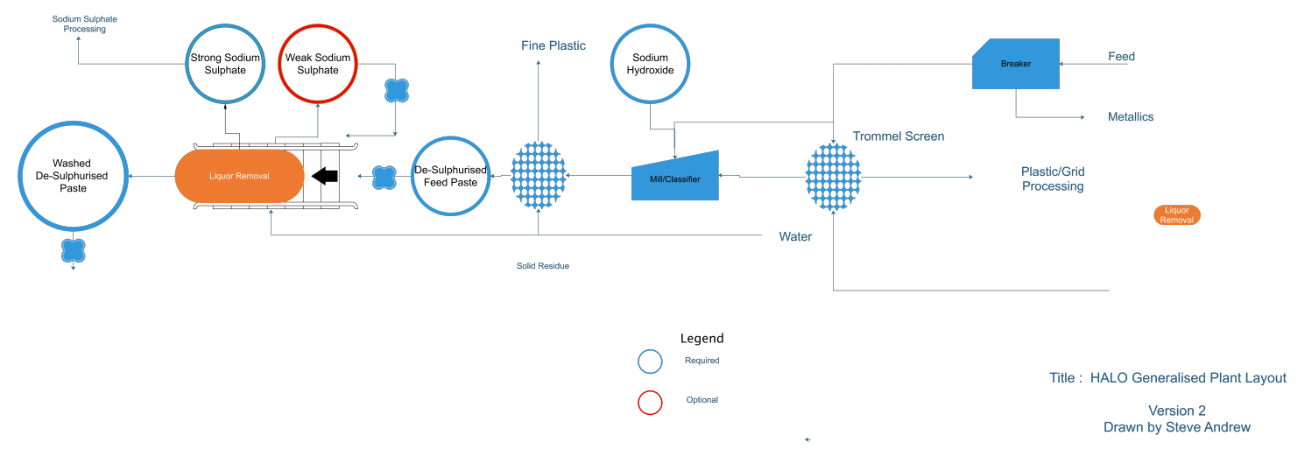 Sodium Sulphate
Processing
Strong Sodium
Sulphate
Weak Sodium
Sulphate
Fine Plastic
Sodium
Hydroxide
Breaker
Feed
Metallics
Trommel Screen
Washed
De-Sulphurised
Paste
Liquor Removal
De-Sulphurised
Feed Paste
Mill/Classifier
Plastic/Grid
Processing
Liquor
Removal
Water
Solid Residue
Legend
Required
Optional
Title : HALO Generalised Plant Layout
Version 2
Drawn by Steve Andrew